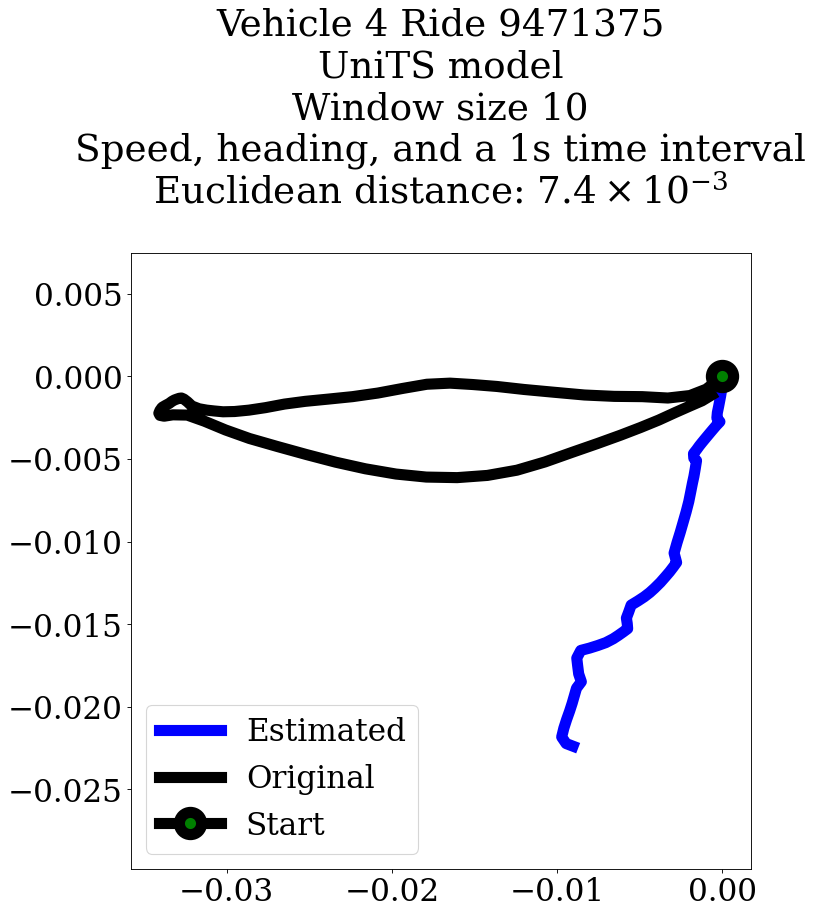 Vehicle 4 Ride 9471375
UniTS model
Window size 10
Speed, heading, and a 1s time interval
Euclidean distance: 7.4 × 10⁻³
0.005
0.000
−0.005
−0.010
−0.015
−0.020
−0.025
Estimated
Original
Start
−0.03 −0.02 −0.01 0.00